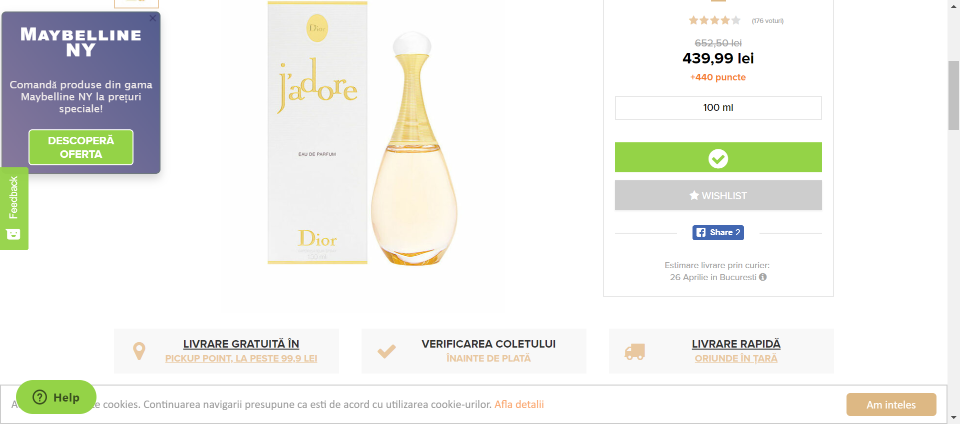 MAYBELLINE
NY
Comandă produse din gama
Maybelline NY la prețuri
speciale!
DESCOPERĂ
OFERTA
Feedback
Dior
j'adore
EAU DE PARFUM
Dior
(176 voturi)
652,50 lei
439,99 lei
+440 puncte
100 ml
WISHLIST
Share 2
Estimare livrare prin curier:
26 Aprilie in Bucuresti
LIVRARE GRATUITĂ ÎN
PICKUP POINT, LA PESTE 99,9 LEI
VERIFICAREA COLETULUI
ÎNAINTE DE PLATĂ
LIVRARE RAPIDĂ
ORIUNDE ÎN ȚARĂ
Help
cookies. Continuarea navigarii presupune ca esti de acord cu utilizarea cookie-urilor. Afla detalii
Am inteles